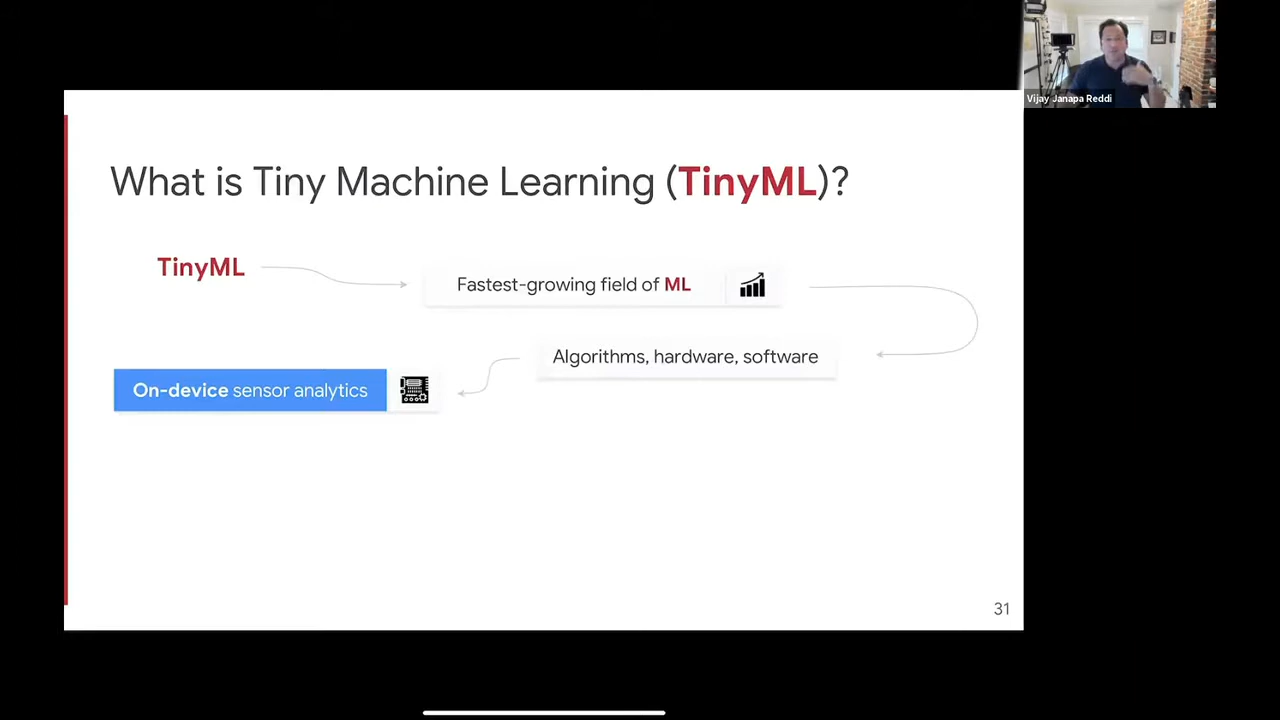 Vijay Janapa Reddi
What is Tiny Machine Learning (TinyML)?
TinyML
Fastest-growing field of ML
Algorithms, hardware, software
On-device sensor analytics
31